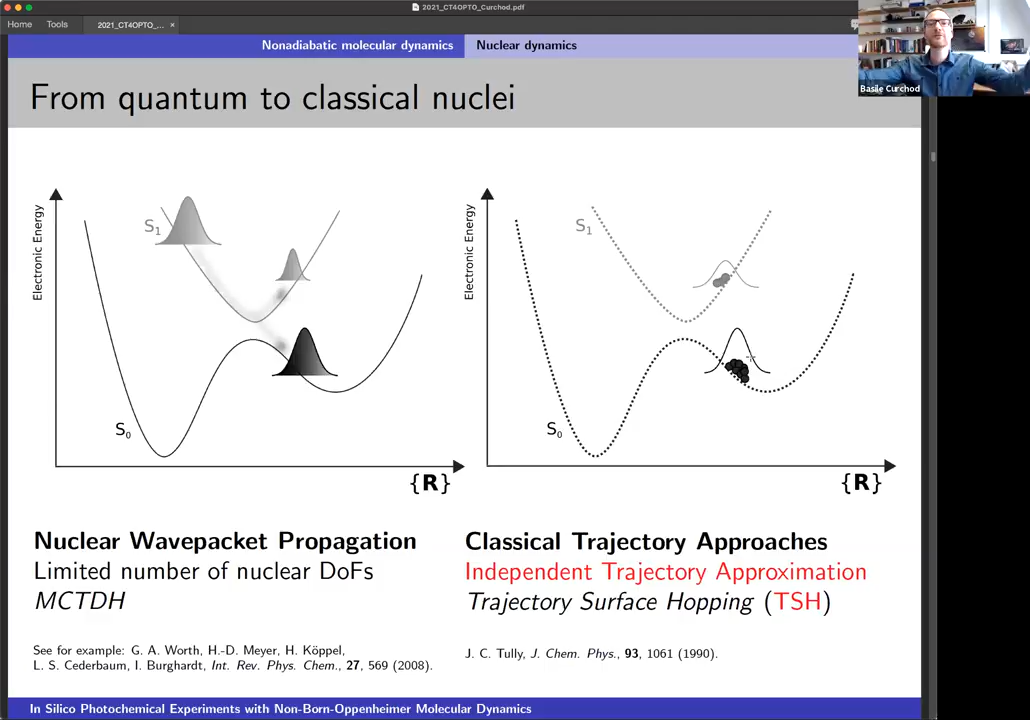 2021_CT4OPTO_Curchod.pdf
Home Tools 2021_CT4OPTO_... ×
Nonadiabatic molecular dynamics Nuclear dynamics
Basile Curchod
From quantum to classical nuclei
Electronic Energy
S1
S0
{R}
Electronic Energy
S1
S0
{R}
Nuclear Wavepacket Propagation
Limited number of nuclear DoFs
MCTDH
See for example: G. A. Worth, H.-D. Meyer, H. Köppel,
L. S. Cederbaum, I. Burghardt, Int. Rev. Phys. Chem., 27, 569 (2008).
Classical Trajectory Approaches
Independent Trajectory Approximation
Trajectory Surface Hopping (TSH)
J. C. Tully, J. Chem. Phys., 93, 1061 (1990).
In Silico Photochemical Experiments with Non-Born-Oppenheimer Molecular Dynamics